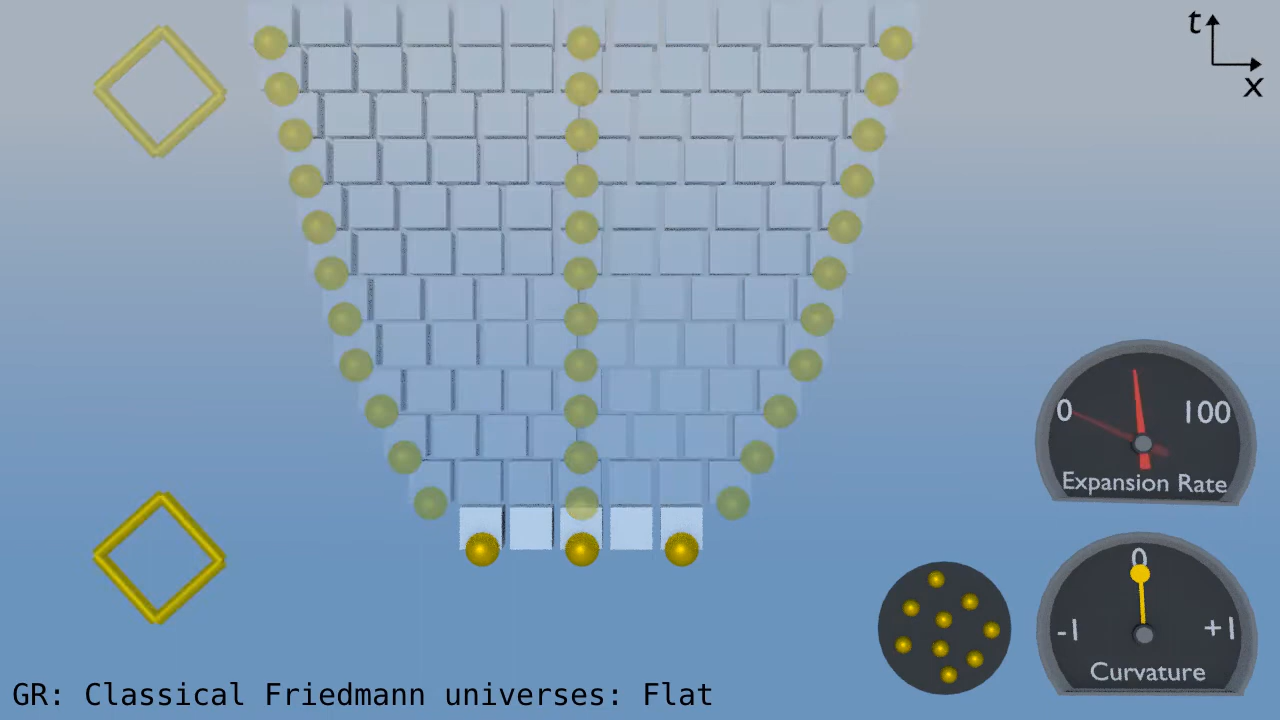 t
x
0 100
Expansion Rate
0
-1 +1
Curvature
GR: Classical Friedmann universes: Flat